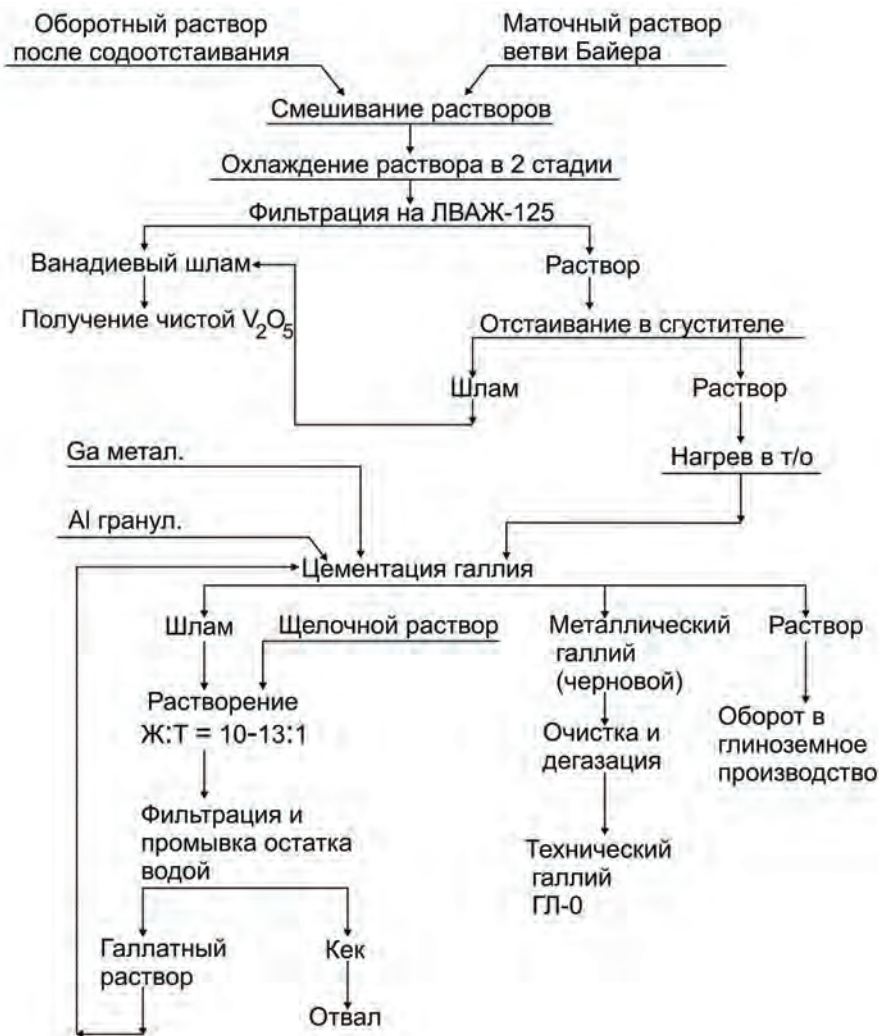 Оборотный раствор
после содоотстаивания
Маточный раствор
ветви Байера
Смешивание растворов
Охлаждение раствора в 2 стадии
Фильтрация на ЛВАЖ-125
Ванадиевый шлам
Раствор
Получение чистой V2O5
Отстаивание в сгустителе
Шлам
Раствор
Ga метал.
Нагрев в т/о
Al гранул.
Цементация галлия
Шлам
Щелочной раствор
Металлический
галлий
(черновой)
Раствор
Растворение
Ж:Т = 10-13:1
Очистка и
дегазация
Оборот в
глиноземное
производство
Фильтрация и
промывка остатка
водой
Технический
галлий
ГЛ-0
Галлатный
раствор
Кек
Отвал